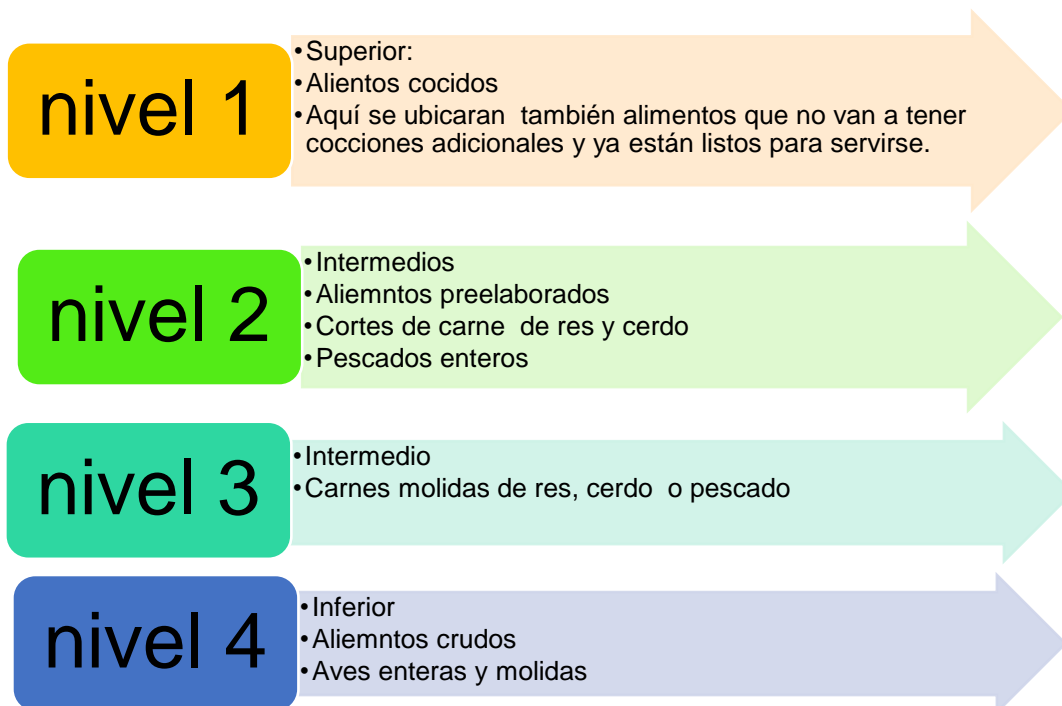 nivel 1
•Superior:
•Alientos cocidos
•Aquí se ubicaran también alimentos que no van a tener
cocciones adicionales y ya están listos para servirse.
nivel 2
•Intermedios
•Aliemntos preelaborados
•Cortes de carne de res y cerdo
•Pescados enteros
nivel 3
•Intermedio
•Carnes molidas de res, cerdo o pescado
nivel 4
•Inferior
•Aliemntos crudos
•Aves enteras y molidas